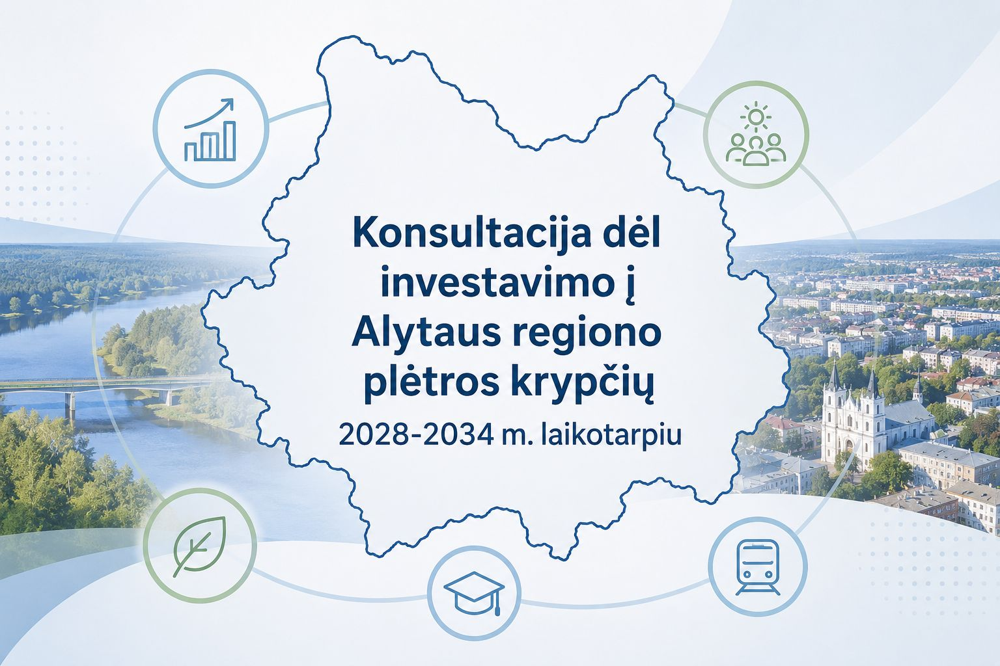 Konsultacija dėl
investavimo į
Alytaus regiono
plėtros krypčių
2028-2034 m. laikotarpiu